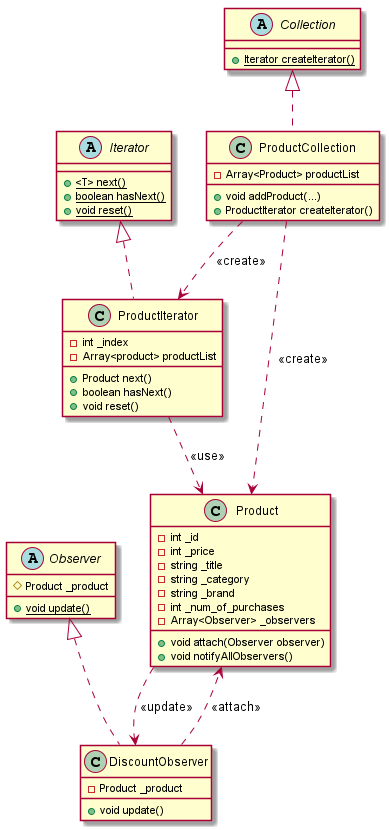 A Collection
Iterator createIterator()
C ProductCollection
Array<Product> productList
void addProduct(...)
ProductIterator createIterator()
A Iterator
<T> next()
boolean hasNext()
void reset()
«create»
C ProductIterator
int _index
Array<product> productList
Product next()
boolean hasNext()
void reset()
«create»
«use»
C Product
int _id
int _price
string _title
string _category
string _brand
int _num_of_purchases
Array<Observer> _observers
void attach(Observer observer)
void notifyAllObservers()
A Observer
Product _product
void update()
«update»
«attach»
C DiscountObserver
Product _product
void update()